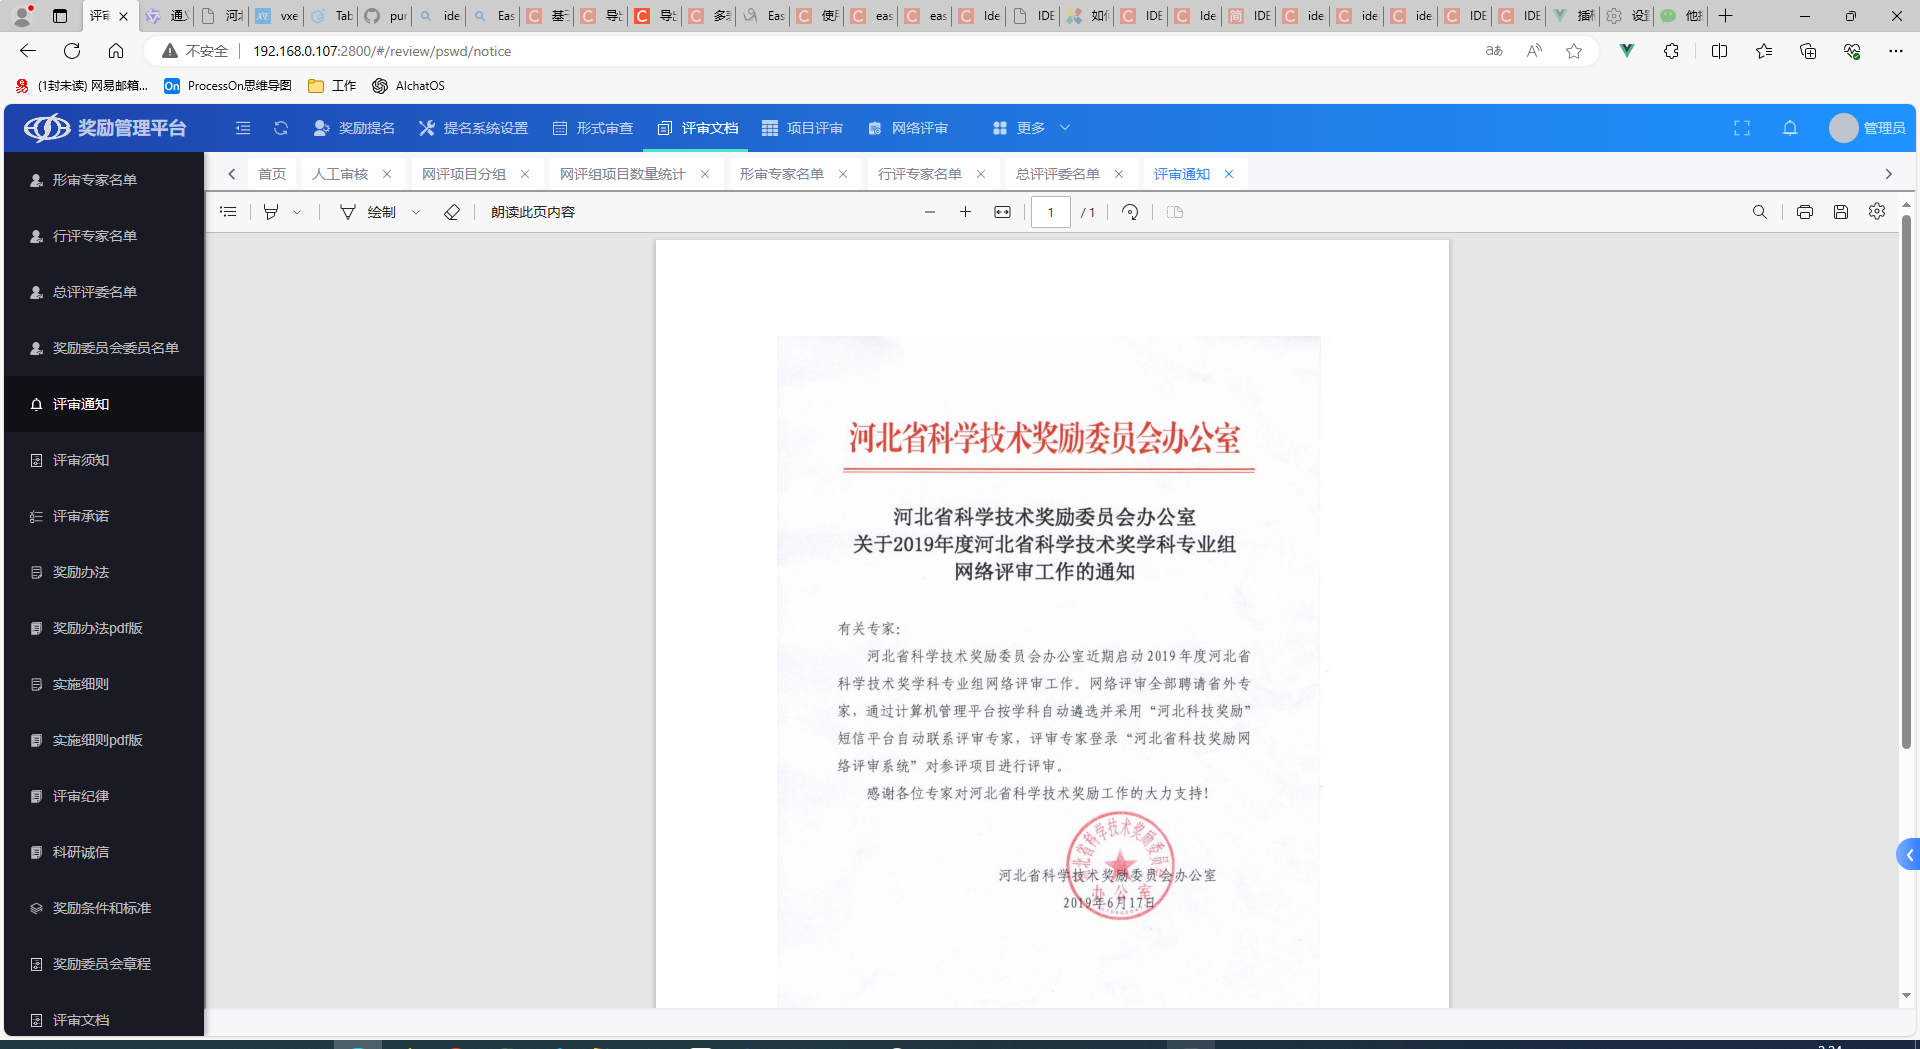 评审
通义
河北
vxe
Tab
pur
ide
Eas
基于
导出
导出
多表
Eas
使用
eas
eas
Ide
IDE
如何
IDE
Ide
IDE
ide
ide
ide
IDE
IDE
插槽
设置
不安全
192.168.0.107:2800/#/review/pswd/notice
(1封未读) 网易邮箱...
ProcessOn思维导图
工作
AIchatOS
奖励管理平台
奖励提名
提名系统设置
形式审查
评审文档
项目评审
网络评审
更多
管理员
首页
人工审核
网评项目分组
网评组项目数量统计
形审专家名单
行评专家名单
总评评委名单
评审通知
绘制
朗读此页内容
1
/ 1
形审专家名单
行评专家名单
总评评委名单
奖励委员会委员名单
评审通知
评审须知
评审承诺
奖励办法
奖励办法pdf版
实施细则
实施细则pdf版
评审纪律
科研诚信
奖励条件和标准
奖励委员会章程
评审文档
河北省科学技术奖励委员会办公室
河北省科学技术奖励委员会办公室
关于2019年度河北省科学技术奖学科专业组
网络评审工作的通知
有关专家：
河北省科学技术奖励委员会办公室近期启动2019年度河北省
科学技术奖学科专业组网络评审工作。网络评审全部聘请省外专
家，通过计算机管理平台按学科自动遴选并采用“河北科技奖励”
短信平台自动联系评审专家，评审专家登录“河北省科技奖励网
络评审系统”对参评项目进行评审。
感谢各位专家对河北省科学技术奖励工作的大力支持！
河北省科学技术奖励委员会办公室
2019年6月17日